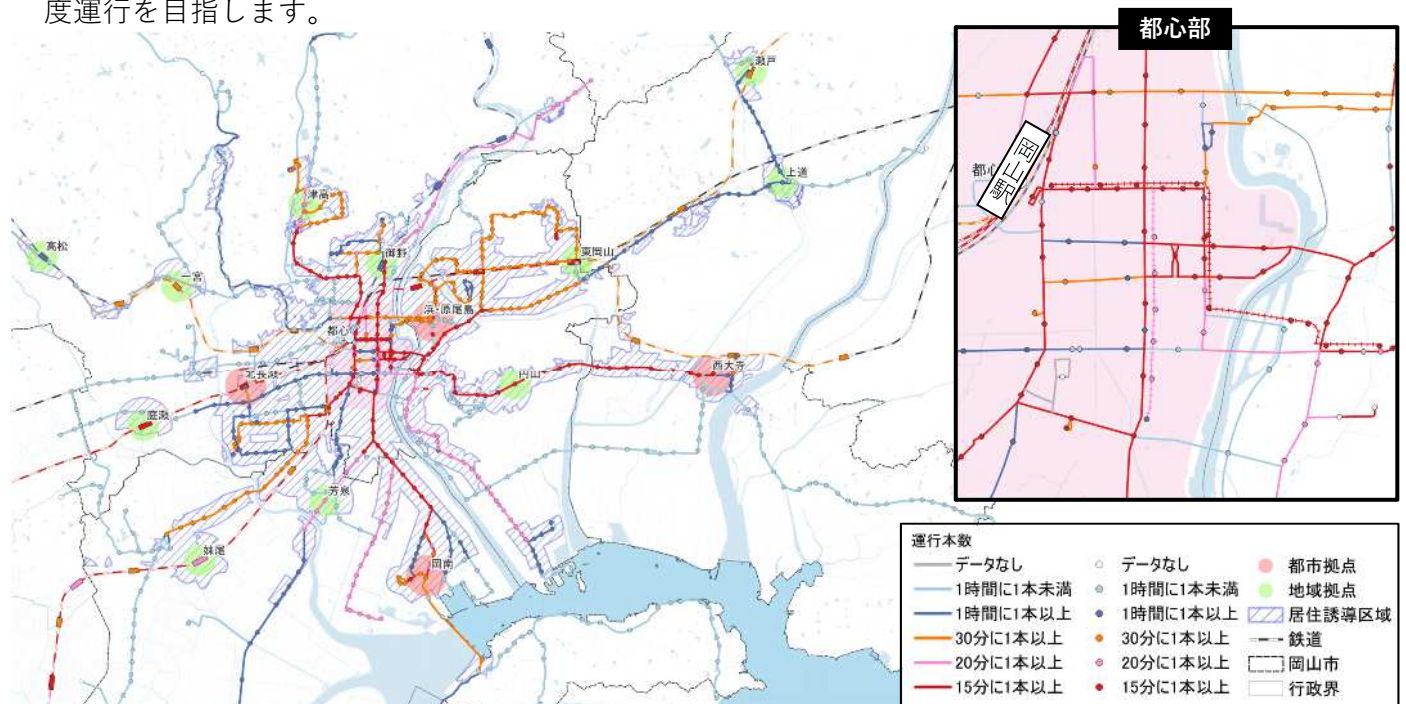 度運行を目指します。
都心部
瀬戸
上道
津高
御野
東岡山
高松
一宮
浜・原尾島
都心
北長瀬
円山
西大寺
庭瀬
芳泉
妹尾
岡南
都心
岡山駅
運行本数
データなし
データなし
都市拠点
1時間に1本未満
1時間に1本未満
地域拠点
1時間に1本以上
1時間に1本以上
居住誘導区域
30分に1本以上
30分に1本以上
鉄道
20分に1本以上
20分に1本以上
岡山市
15分に1本以上
15分に1本以上
行政界